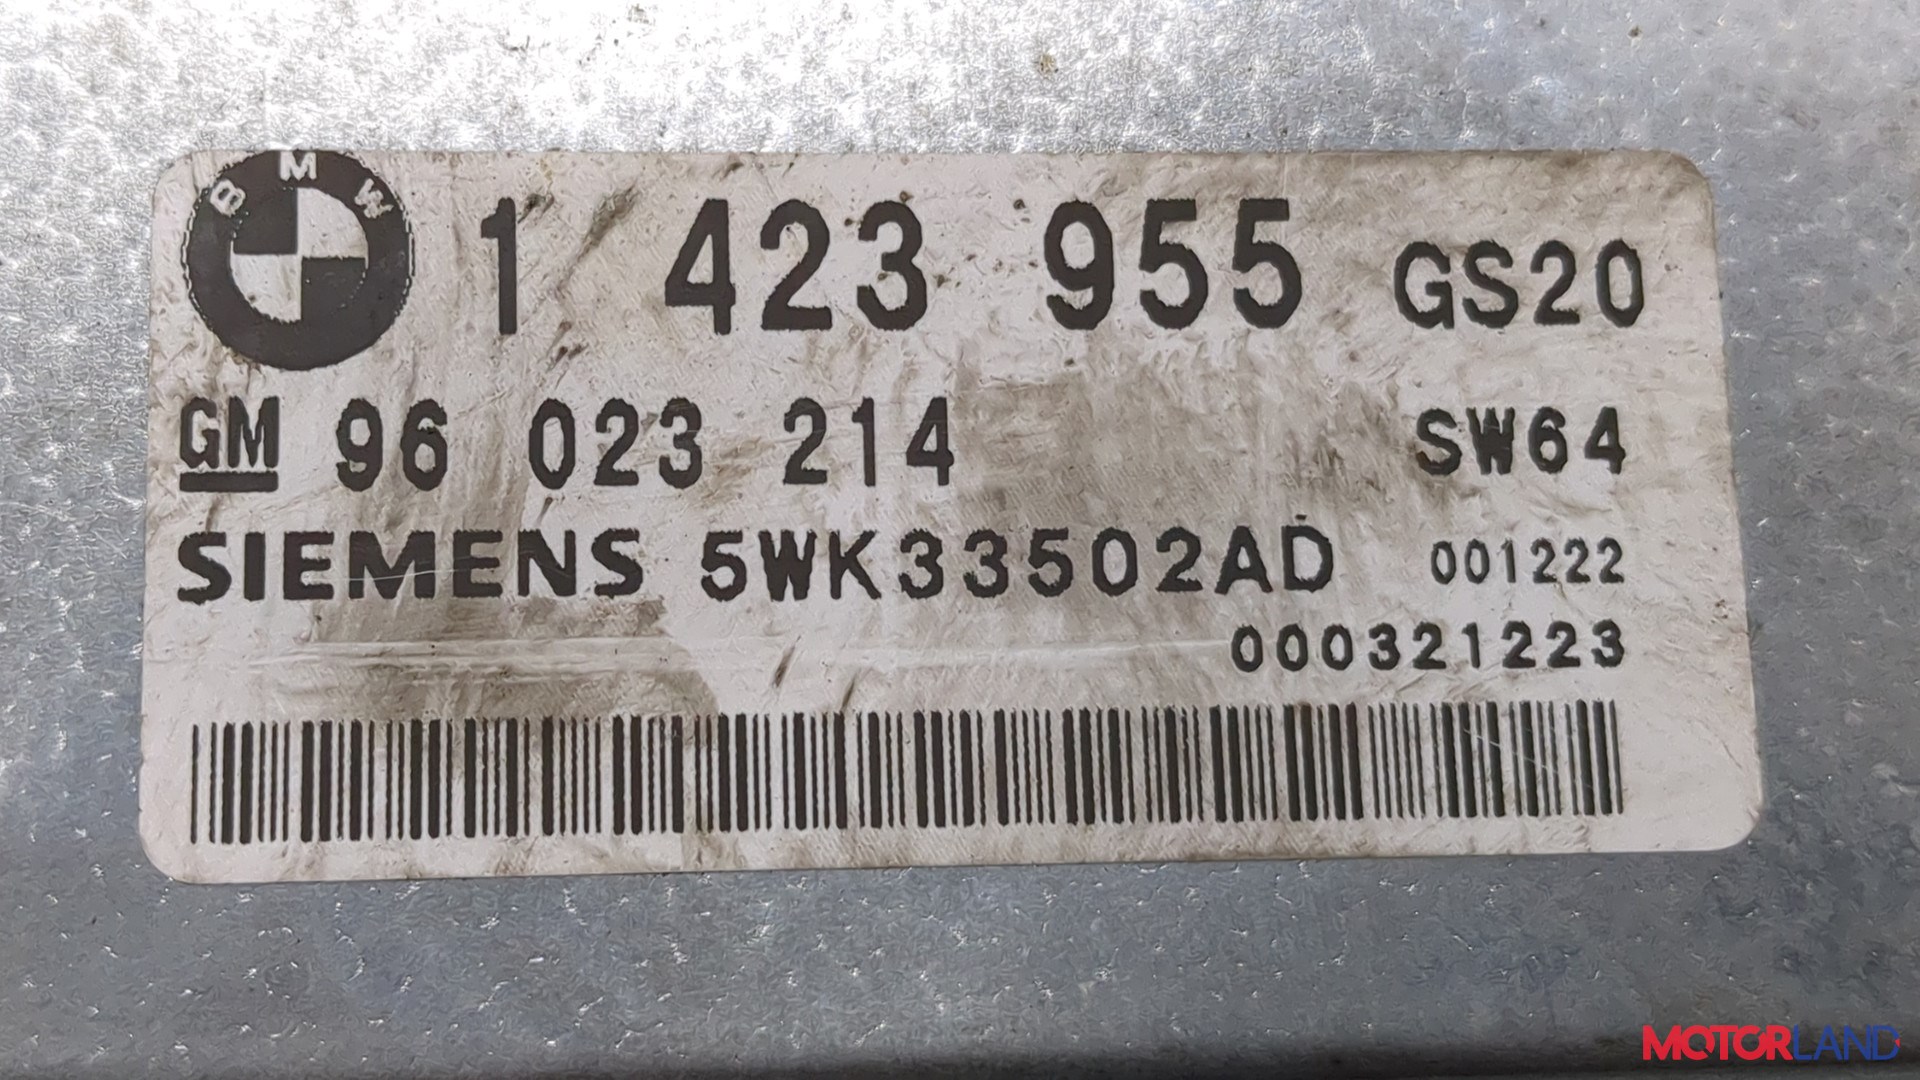 BMW 1 423 955 GS20
GM 96 023 214 SW64
SIEMENS 5WK33502AD 001222
000321223
MOTORLAND